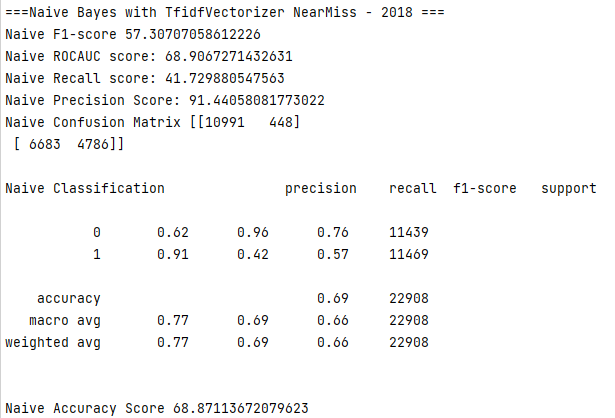 ===Naive Bayes with TfidfVectorizer NearMiss - 2018 ===
Naive F1-score 57.30707058612226
Naive ROCAUC score: 68.9067271432631
Naive Recall score: 41.729880547563
Naive Precision Score: 91.44058081773022
Naive Confusion Matrix [[10991   448]
 [ 6683  4786]]
Naive Classification               precision    recall  f1-score   support
           0       0.62      0.96      0.76     11439
           1       0.91      0.42      0.57     11469
    accuracy                           0.69     22908
   macro avg       0.77      0.69      0.66     22908
weighted avg       0.77      0.69      0.66     22908
Naive Accuracy Score 68.87113672079623